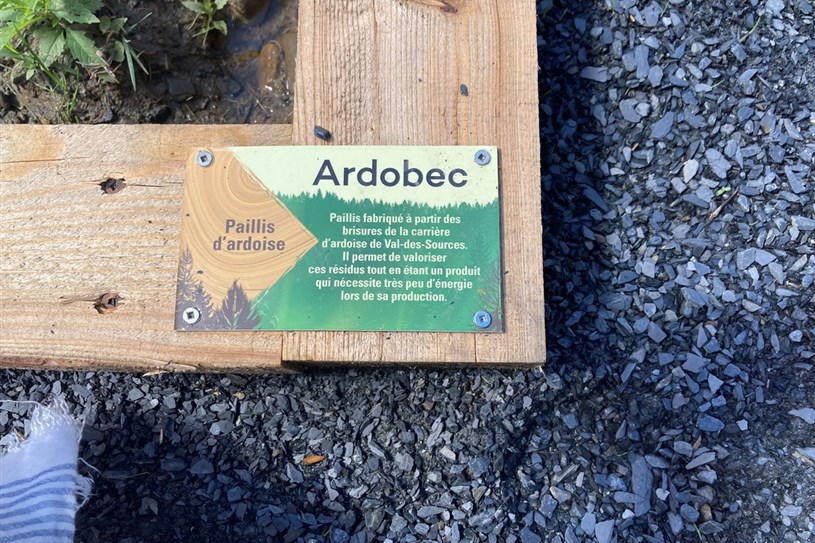 Ardobec
Paillis
d'ardoise
Paillis fabriqué à partir des
brisures de la carrière
d'ardoise de Val-des-Sources.
Il permet de valoriser
ces résidus tout en étant un produit
qui nécessite très peu d'énergie
lors de sa production.